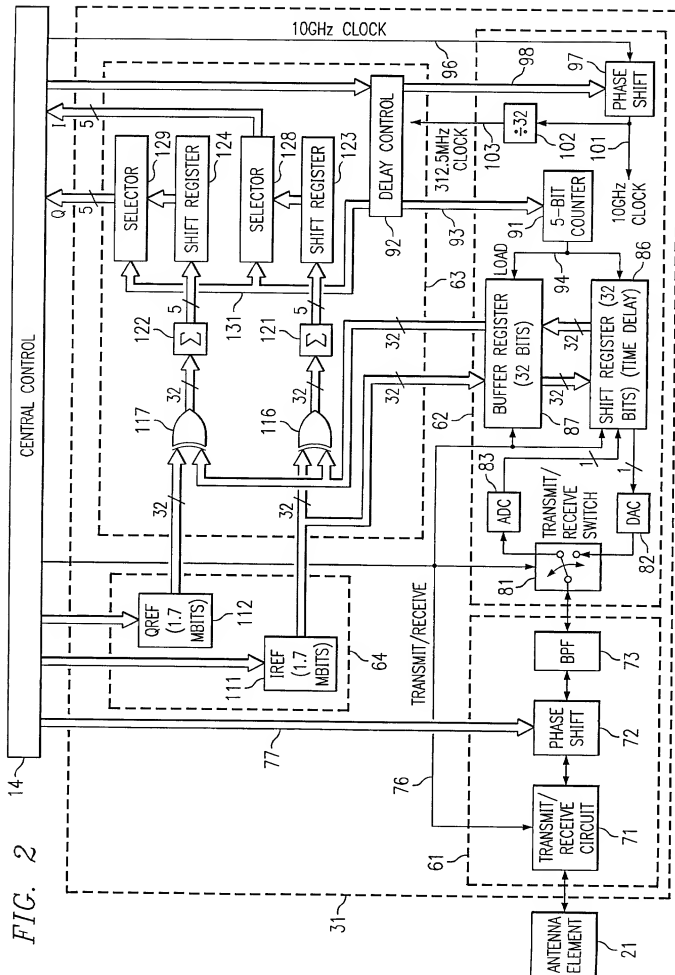 FIG. 2
14
CENTRAL CONTROL
10GHz CLOCK
96
I
5
Q
5
SELECTOR
129
SHIFT REGISTER
124
SELECTOR
128
SHIFT REGISTER
123
DELAY CONTROL
92
98
97
PHASE SHIFT
÷32
102
103
312.5MHz CLOCK
101
10GHz CLOCK
93
5-BIT COUNTER
91
94
86
LOAD
BUFFER REGISTER (32 BITS)
87
SHIFT REGISTER (32 BITS) (TIME DELAY)
32
32
32
32
62
63
131
5
5
Σ
122
Σ
121
32
32
117
116
32
32
QREF (1.7 MBITS)
112
IREF (1.7 MBITS)
111
64
TRANSMIT/RECEIVE
77
76
83
ADC
1
1
DAC
82
TRANSMIT/RECEIVE SWITCH
81
BPF
73
PHASE SHIFT
72
TRANSMIT/RECEIVE CIRCUIT
71
61
31
ANTENNA ELEMENT
21